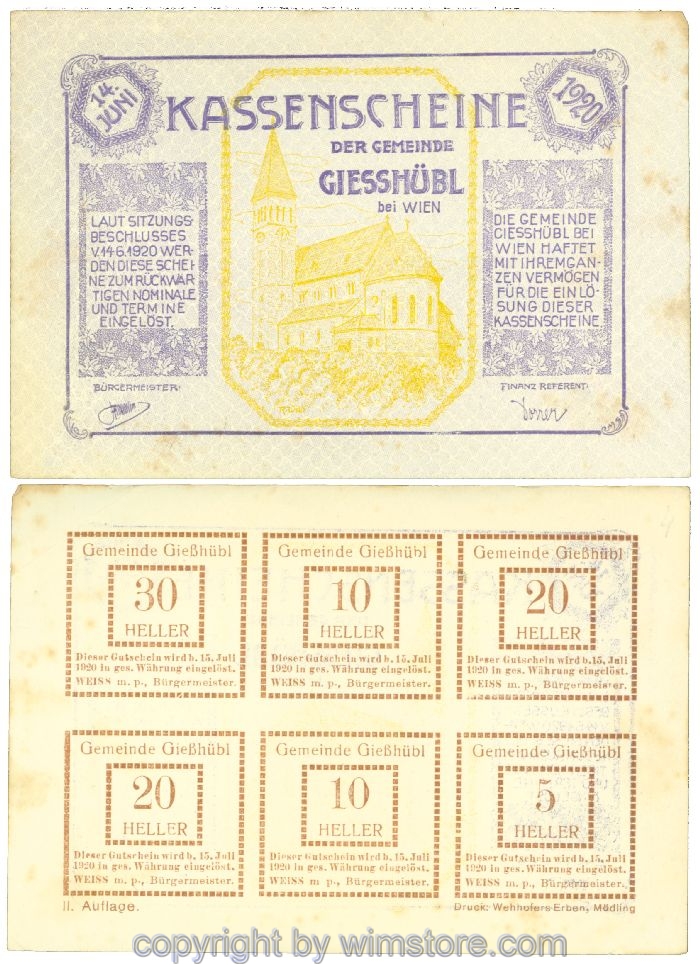 14.
JUNI
1920
KASSENSCHEINE
DER GEMEINDE
GIESSHÜBL
bei WIEN
LAUT SITZUNGS-
BESCHLUSSES
V. 14.6.1920 WER-
DEN DIESE SCHEI-
NE ZUM RÜCKWÄR-
TIGEN NOMINALE
UND TERMINE
EINGELÖST.
DIE GEMEINDE
GIESSHÜBL BEI
WIEN HAFTET
MIT IHREM GAN-
ZEN VERMÖGEN
FÜR DIE EINLÖ-
SUNG DIESER
KASSENSCHEINE.
BÜRGERMEISTER:
FINANZ REFERENT:
Gemeinde Gießhübl
30
HELLER
Dieser Gutschein wird b. 15. Juli
1920 in ges. Währung eingelöst.
WEISS m. p., Bürgermeister.
Gemeinde Gießhübl
10
HELLER
Dieser Gutschein wird b. 15. Juli
1920 in ges. Währung eingelöst.
WEISS m. p., Bürgermeister.
Gemeinde Gießhübl
20
HELLER
Dieser Gutschein wird b. 15. Juli
1920 in ges. Währung eingelöst.
WEISS m. p., Bürgermeister.
Gemeinde Gießhübl
20
HELLER
Dieser Gutschein wird b. 15. Juli
1920 in ges. Währung eingelöst.
WEISS m. p., Bürgermeister.
Gemeinde Gießhübl
10
HELLER
Dieser Gutschein wird b. 15. Juli
1920 in ges. Währung eingelöst.
WEISS m. p., Bürgermeister.
Gemeinde Gießhübl
5
HELLER
Dieser Gutschein wird b. 15. Juli
1920 in ges. Währung eingelöst.
WEISS m. p., Bürgermeister.
II. Auflage.
Druck: Wehhofers Erben, Mödling
copyright by wimstore.com